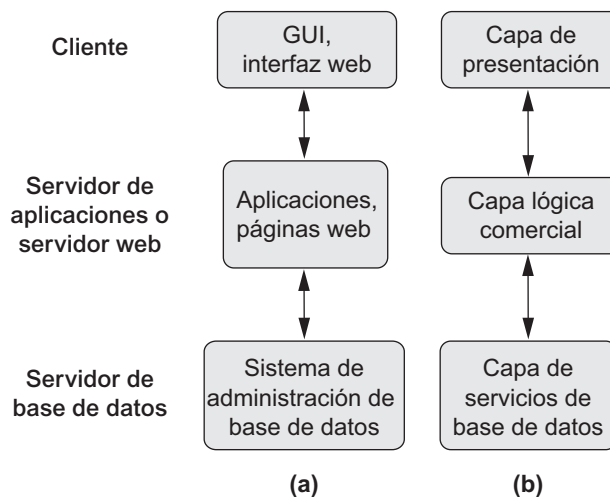 Cliente
GUI,
interfaz web
Capa de
presentación
Servidor de
aplicaciones o
servidor web
Aplicaciones,
páginas web
Capa lógica
comercial
Servidor de
base de datos
Sistema de
administración de
base de datos
Capa de
servicios de
base de datos
(a)
(b)